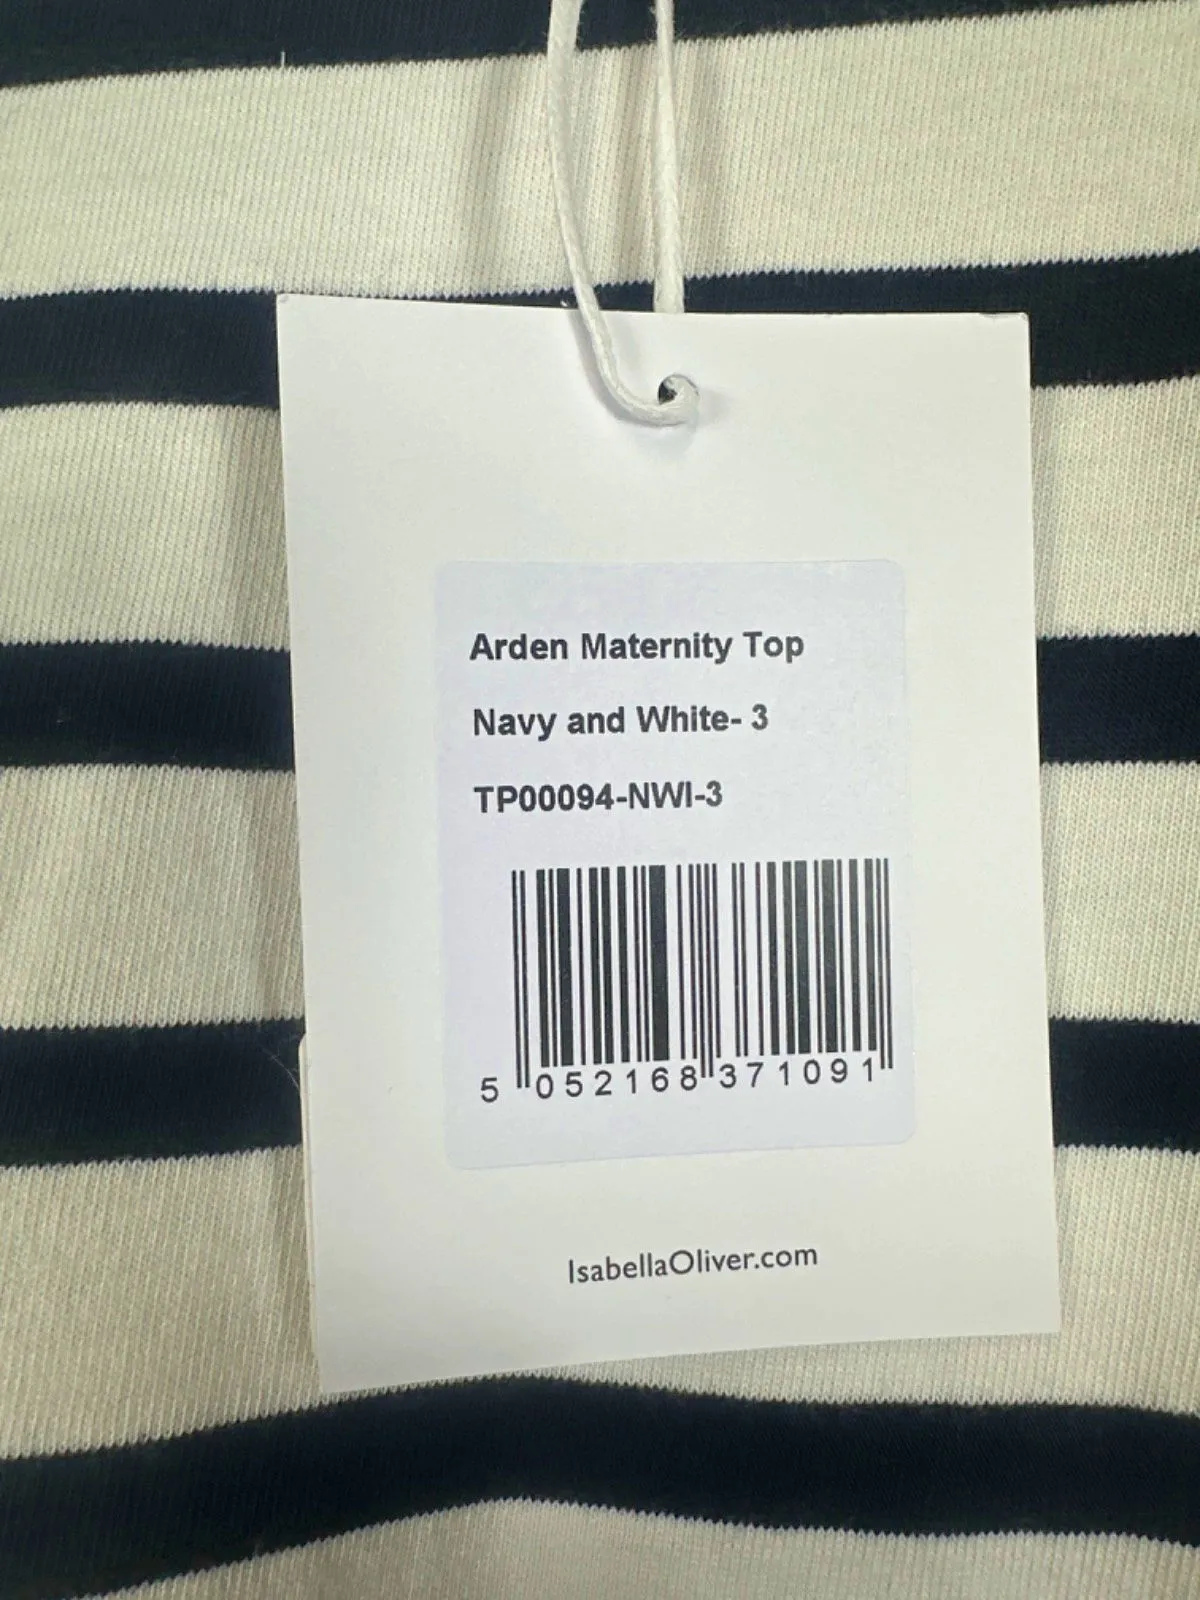 Arden Maternity Top
Navy and White- 3
TP00094-NWI-3
5 052168 371091
IsabellaOliver.com